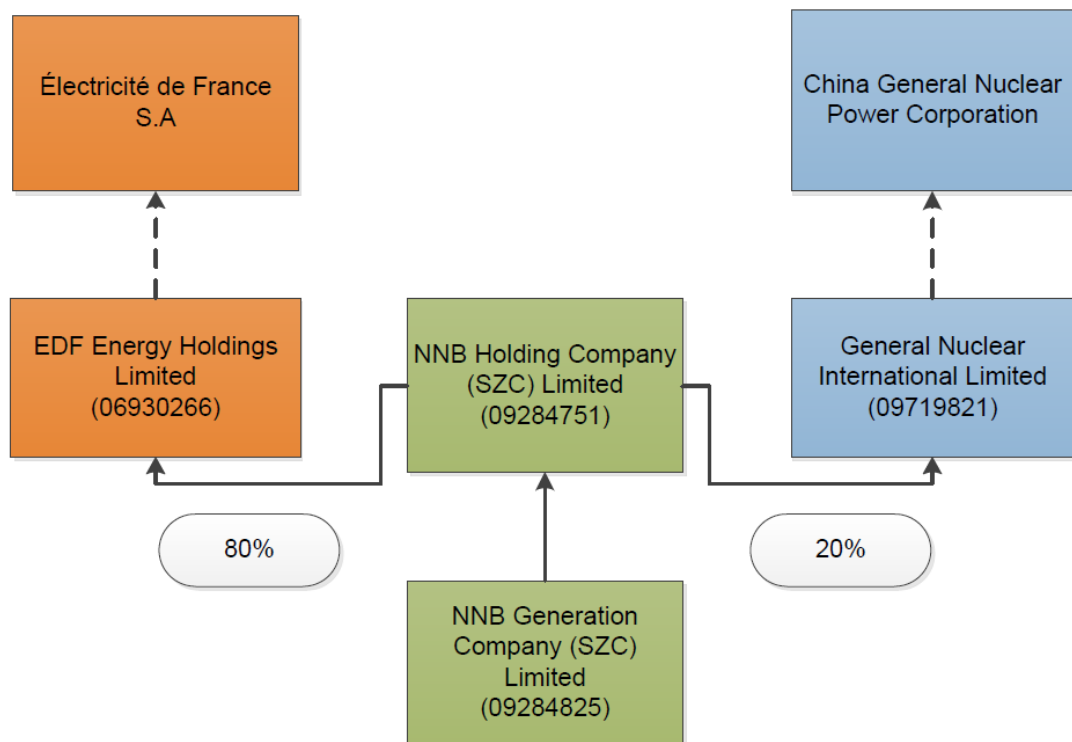 Électricité de France
S.A
China General Nuclear
Power Corporation
EDF Energy Holdings
Limited
(06930266)
NNB Holding Company
(SZC) Limited
(09284751)
General Nuclear
International Limited
(09719821)
80%
20%
NNB Generation
Company (SZC)
Limited
(09284825)